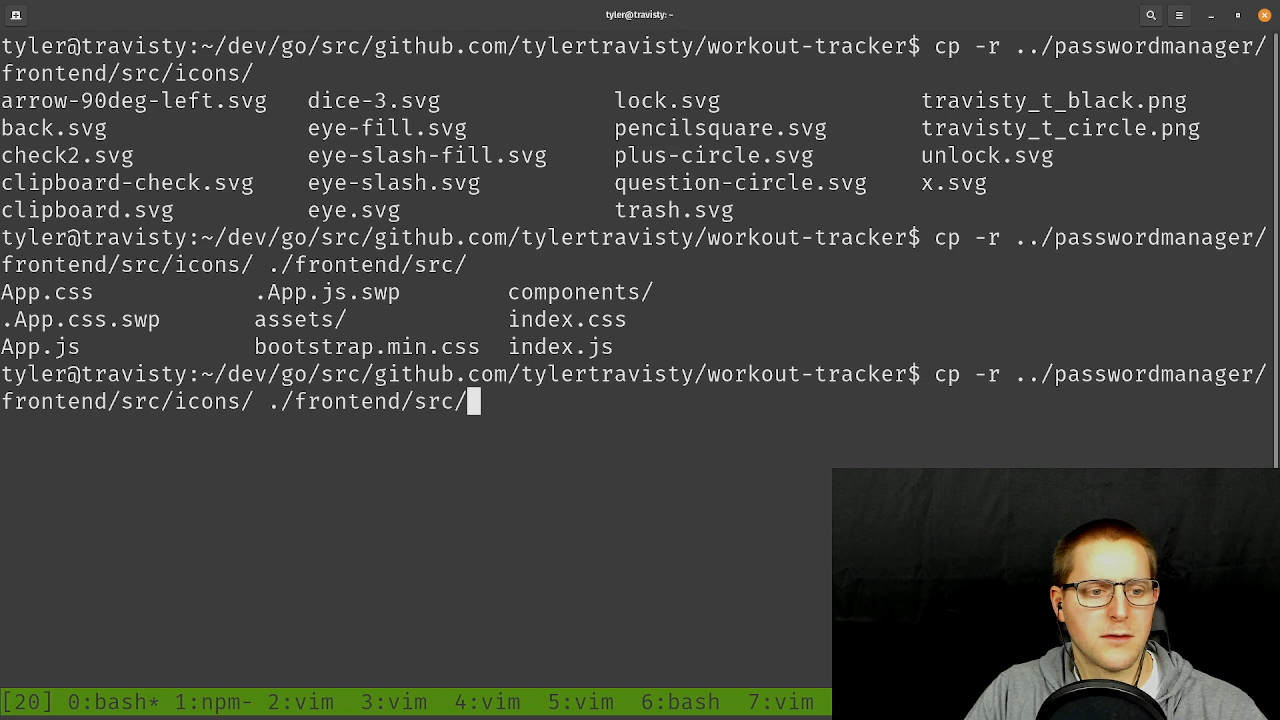 tyler@travisty: ~
tyler@travisty:~/dev/go/src/github.com/tylertravisty/workout-tracker$ cp -r ../passwordmanager/
frontend/src/icons/
arrow-90deg-left.svg dice-3.svg lock.svg travisty_t_black.png
back.svg eye-fill.svg pencilsquare.svg travisty_t_circle.png
check2.svg eye-slash-fill.svg plus-circle.svg unlock.svg
clipboard-check.svg eye-slash.svg question-circle.svg x.svg
clipboard.svg eye.svg trash.svg
tyler@travisty:~/dev/go/src/github.com/tylertravisty/workout-tracker$ cp -r ../passwordmanager/
frontend/src/icons/ ./frontend/src/
App.css .App.js.swp components/
.App.css.swp assets/ index.css
App.js bootstrap.min.css index.js
tyler@travisty:~/dev/go/src/github.com/tylertravisty/workout-tracker$ cp -r ../passwordmanager/
frontend/src/icons/ ./frontend/src/
[20] 0:bash* 1:npm- 2:vim 3:vim 4:vim 5:vim 6:bash 7:vim